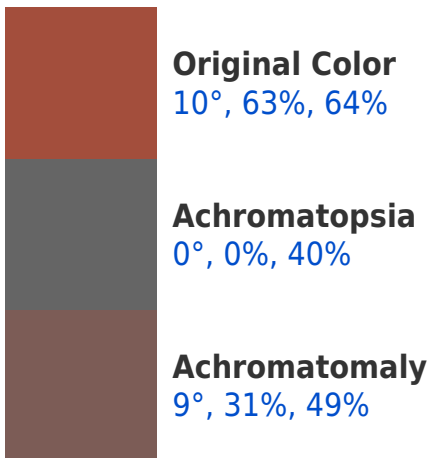 Original Color
10°, 63%, 64%
Achromatopsia
0°, 0%, 40%
Achromatomaly
9°, 31%, 49%